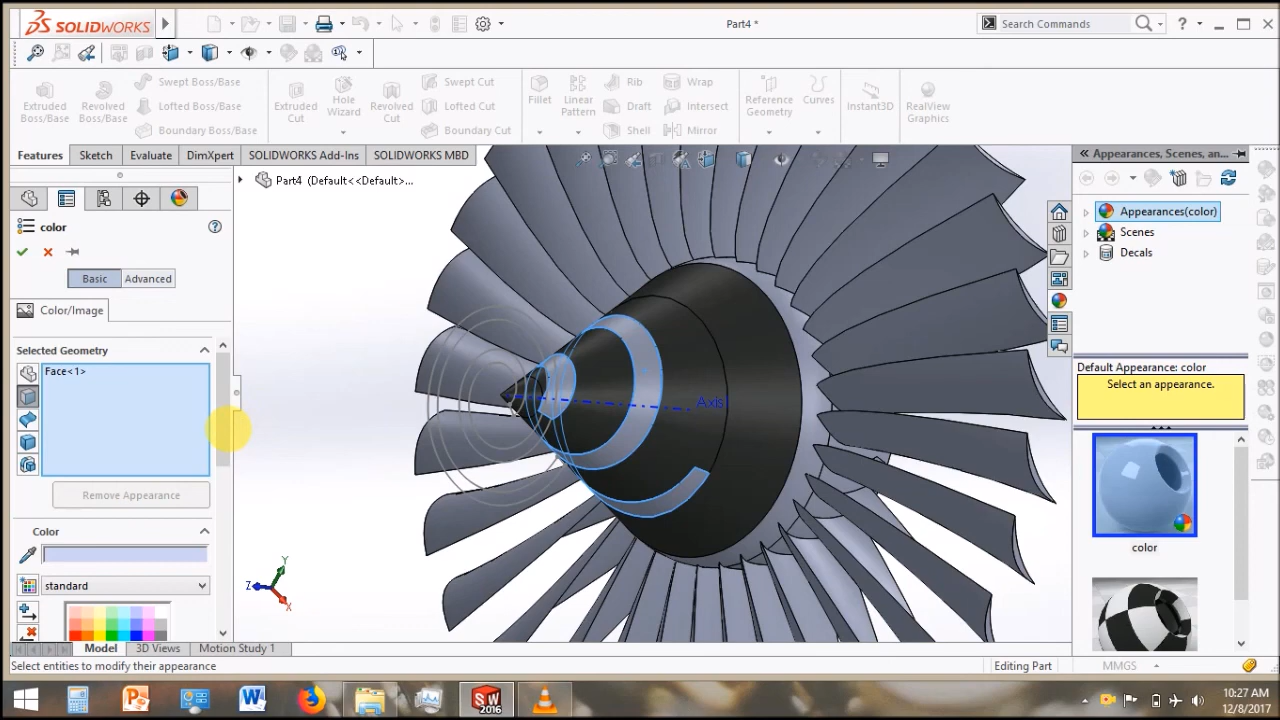 SOLIDWORKS
Part4 *
Search Commands
Extruded Boss/Base
Revolved Boss/Base
Swept Boss/Base
Lofted Boss/Base
Boundary Boss/Base
Extruded Cut
Hole Wizard
Revolved Cut
Swept Cut
Lofted Cut
Boundary Cut
Fillet
Linear Pattern
Rib
Draft
Shell
Wrap
Intersect
Mirror
Reference Geometry
Curves
Instant3D
RealView Graphics
Features
Sketch
Evaluate
DimXpert
SOLIDWORKS Add-Ins
SOLIDWORKS MBD
Part4 (Default<<Default>...
Appearances, Scenes, an...
color
?
Basic
Advanced
Color/Image
Selected Geometry
Face<1>
Remove Appearance
Color
standard
Axis
Y
Z
X
Appearances(color)
Scenes
Decals
Default Appearance: color
Select an appearance.
color
Model
3D Views
Motion Study 1
Select entities to modify their appearance
Editing Part
MMGS
SW
2016
10:27 AM
12/8/2017